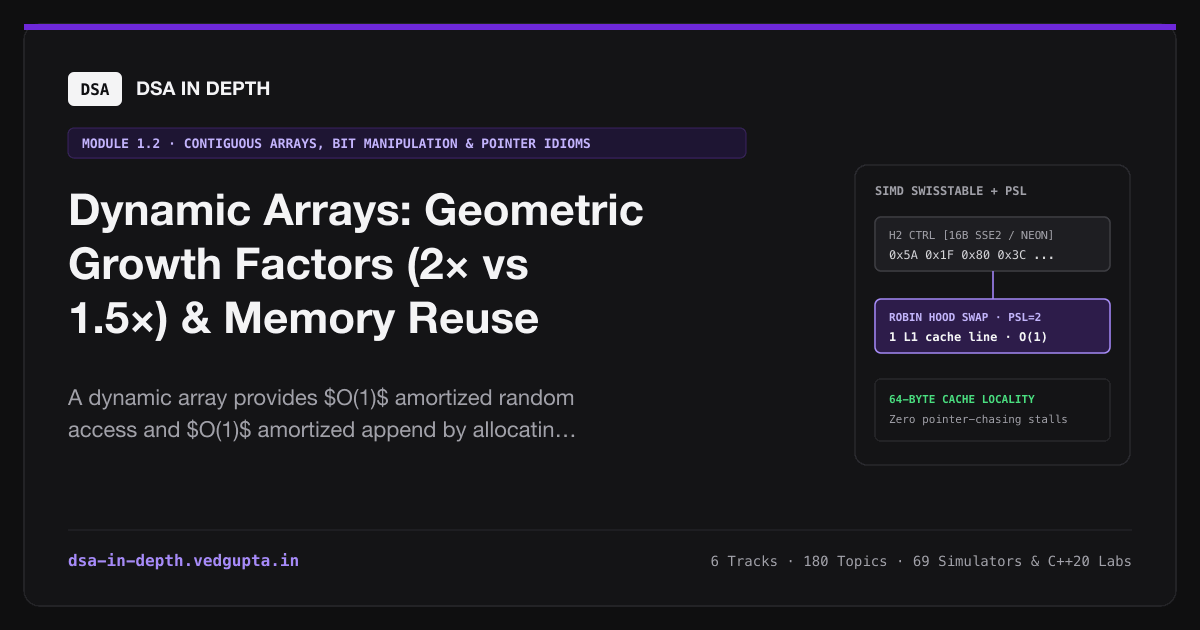 DSA
DSA IN DEPTH
MODULE 1.2 · CONTIGUOUS ARRAYS, BIT MANIPULATION & POINTER IDIOMS
Dynamic Arrays: Geometric
Growth Factors (2× vs
1.5×) & Memory Reuse
A dynamic array provides $O(1)$ amortized random
access and $O(1)$ amortized append by allocatin…
SIMD SWISSTABLE + PSL
H2 CTRL [16B SSE2 / NEON]
0x5A 0x1F 0x80 0x3C ...
ROBIN HOOD SWAP · PSL=2
1 L1 cache line · O(1)
64-BYTE CACHE LOCALITY
Zero pointer-chasing stalls
dsa-in-depth.vedgupta.in
6 Tracks · 180 Topics · 69 Simulators & C++20 Labs